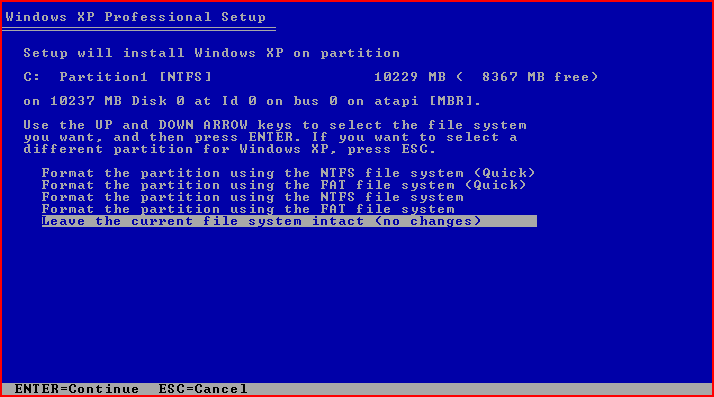 Windows XP Professional Setup
Setup will install Windows XP on partition
C:  Partition1 [NTFS]                  10229 MB (  8367 MB free)
on 10237 MB Disk 0 at Id 0 on bus 0 on atapi [MBR].
Use the UP and DOWN ARROW keys to select the file system
you want, and then press ENTER. If you want to select a
different partition for Windows XP, press ESC.
Format the partition using the NTFS file system (Quick)
Format the partition using the FAT file system (Quick)
Format the partition using the NTFS file system
Format the partition using the FAT file system
Leave the current file system intact (no changes)
ENTER=Continue  ESC=Cancel